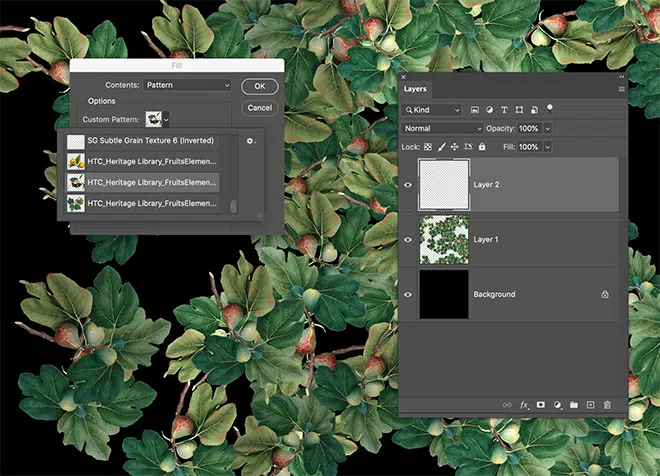 Fill
Contents: Pattern
OK
Options
Cancel
Custom Pattern:
SG Subtle Grain Texture 6 (Inverted)
HTC_Heritage Library_FruitsElemen...
HTC_Heritage Library_FruitsElemen...
HTC_Heritage Library_FruitsElemen...
Layers
Kind
Normal Opacity: 100%
Lock: Fill: 100%
Layer 2
Layer 1
Background
fx